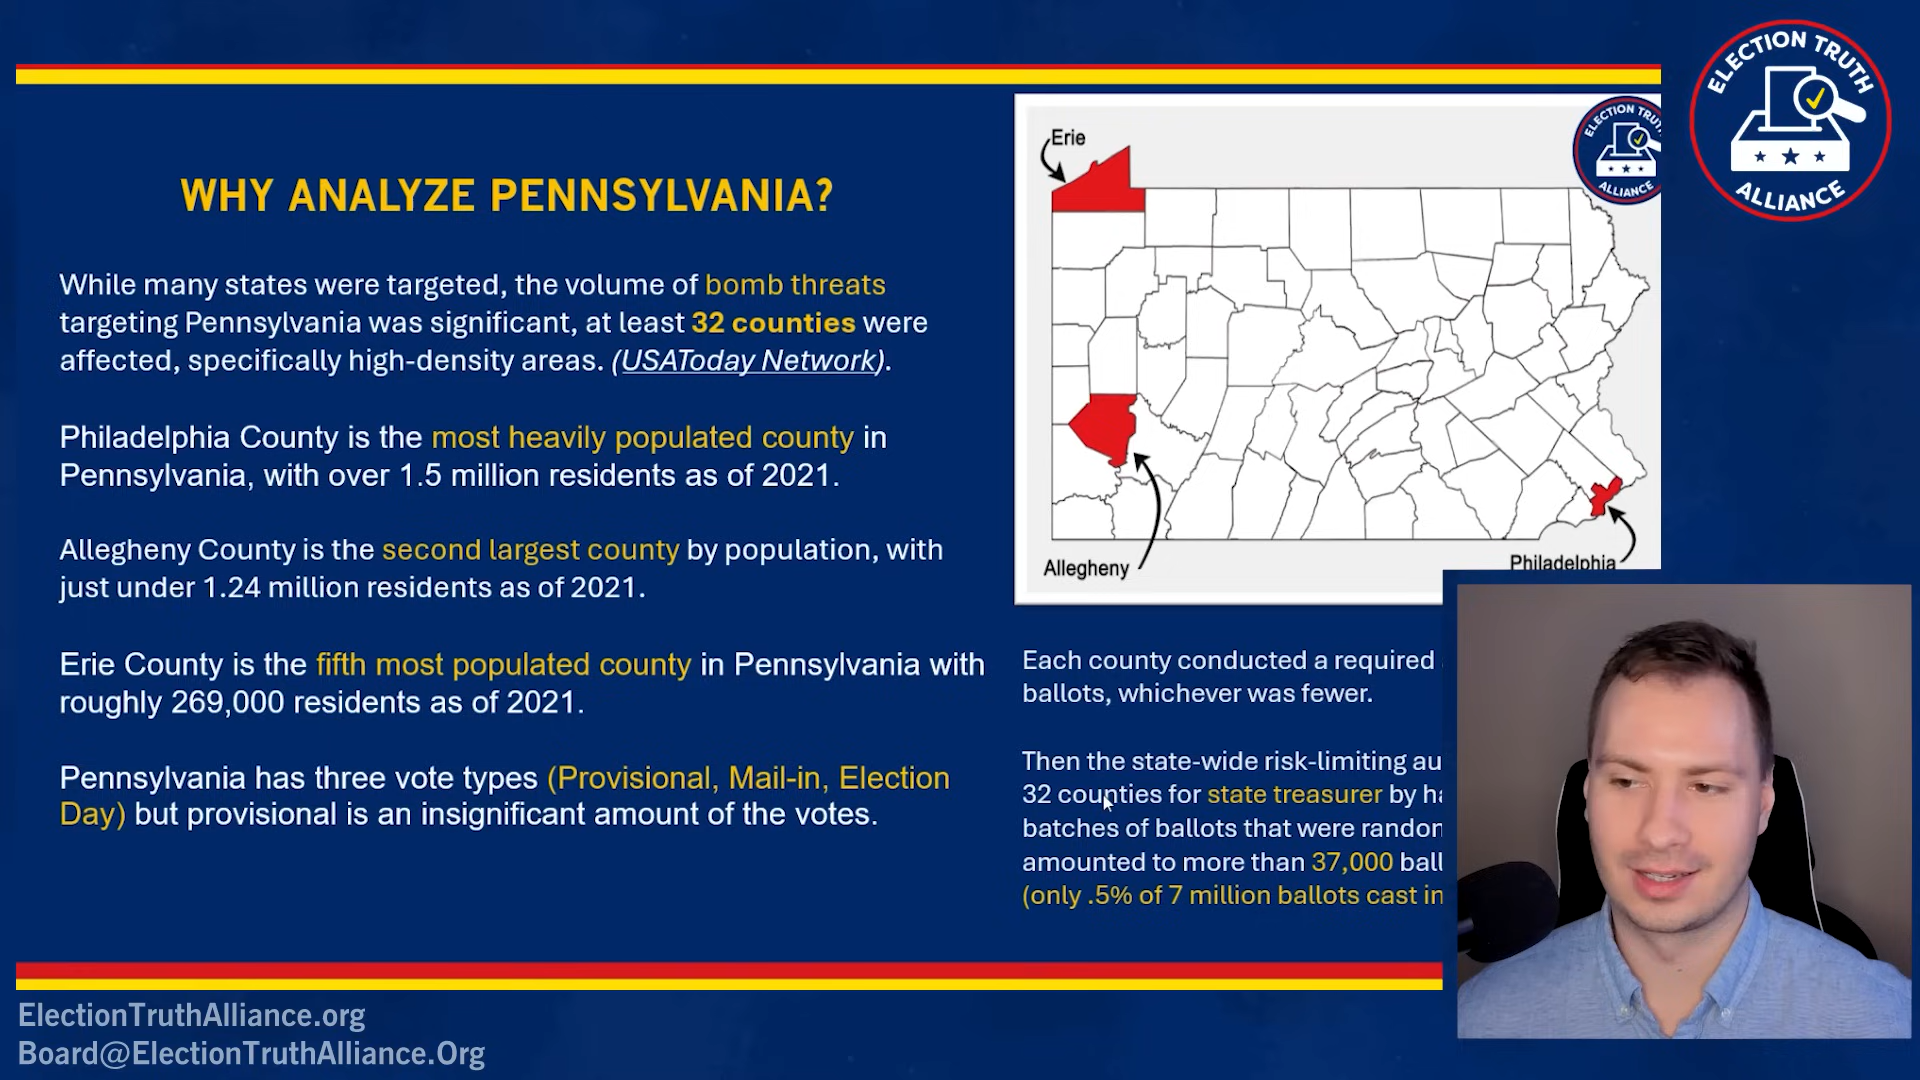 WHY ANALYZE PENNSYLVANIA?
While many states were targeted, the volume of bomb threats
targeting Pennsylvania was significant, at least 32 counties were
affected, specifically high-density areas. (USAToday Network).
Philadelphia County is the most heavily populated county in
Pennsylvania, with over 1.5 million residents as of 2021.
Allegheny County is the second largest county by population, with
just under 1.24 million residents as of 2021.
Erie County is the fifth most populated county in Pennsylvania with
roughly 269,000 residents as of 2021.
Pennsylvania has three vote types (Provisional, Mail-in, Election
Day) but provisional is an insignificant amount of the votes.
Erie
Allegheny
Philadelphia
ELECTION
ALLIANCE
ELECTION TRUTH
ALLIANCE
Each county conducted a required
ballots, whichever was fewer.
Then the state-wide risk-limiting
32 counties for state treasurer by
batches of ballots that were
amounted to more than 37,000
(only .5% of 7 million ballots cast in
ElectionTruthAlliance.org
Board@ElectionTruthAlliance.Org